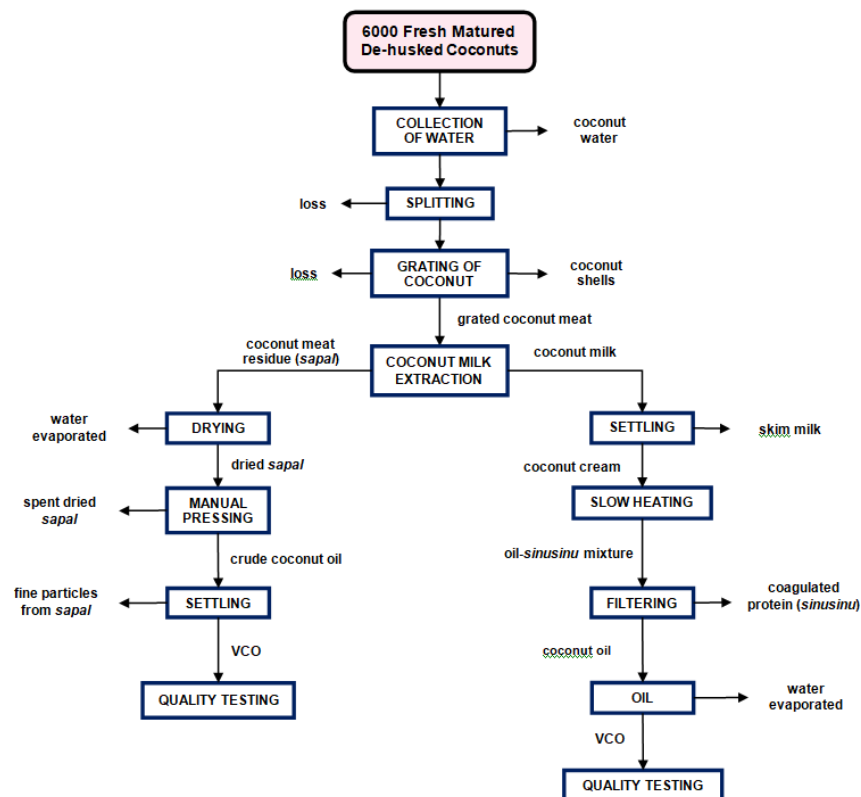 6000 Fresh Matured
De-husked Coconuts
COLLECTION
OF WATER
coconut
water
loss
SPLITTING
loss
GRATING OF
COCONUT
coconut
shells
grated coconut meat
coconut meat
residue (sapal)
COCONUT MILK
EXTRACTION
coconut milk
water
evaporated
DRYING
SETTLING
skim milk
dried sapal
coconut cream
spent dried
sapal
MANUAL
PRESSING
SLOW HEATING
crude coconut oil
oil-sinusinu mixture
fine particles
from sapal
SETTLING
FILTERING
coagulated
protein (sinusinu)
VCO
coconut oil
QUALITY TESTING
OIL
water
evaporated
VCO
QUALITY TESTING